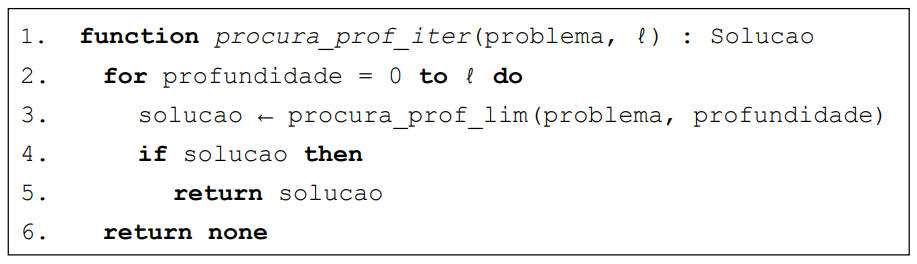 1. function procura_prof_iter(problema, ℓ) : Solucao
2. for profundidade = 0 to ℓ do
3. solucao ← procura_prof_lim(problema, profundidade)
4. if solucao then
5. return solucao
6. return none